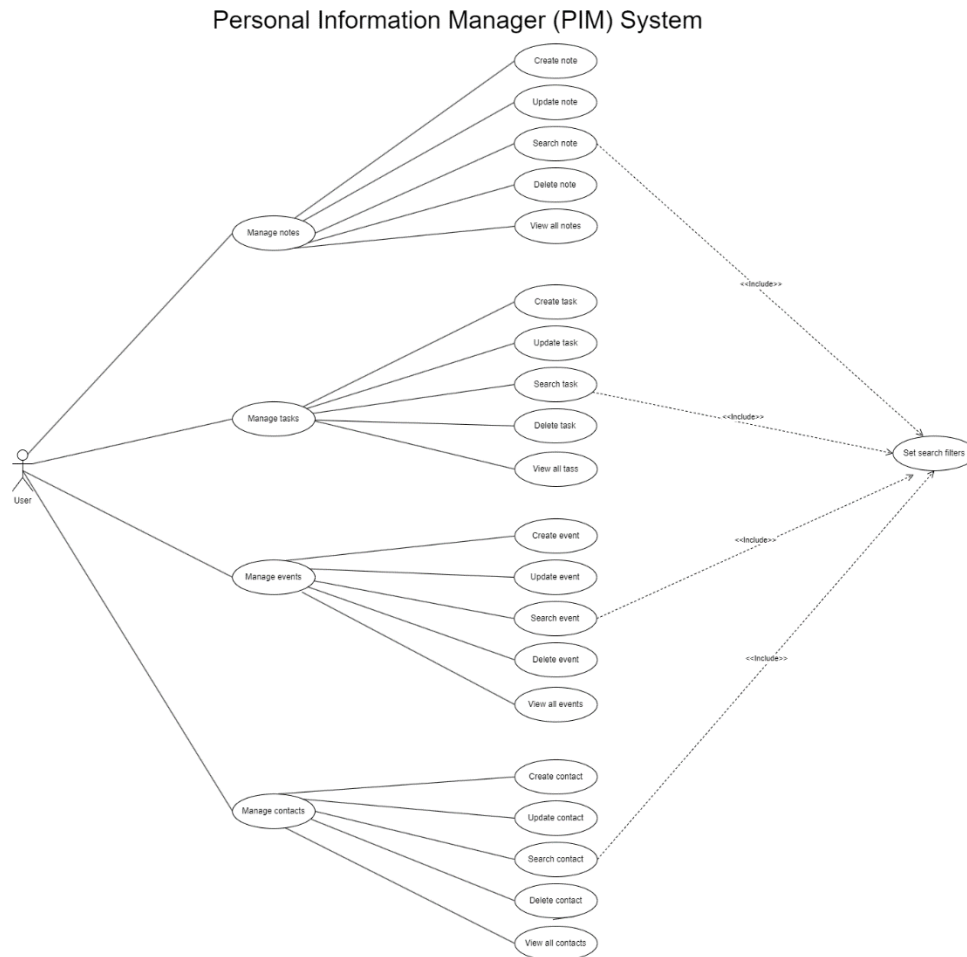 Personal Information Manager (PIM) System
Create note
Update note
Search note
Delete note
Manage notes
View all notes
<<Include>>
Create task
Update task
Search task
Manage tasks
<<Include>>
Delete task
Set search filters
View all tass
User
Create event
<<Include>>
Manage events
Update event
Search event
Delete event
<<Include>>
View all events
Create contact
Manage contacts
Update contact
Search contact
Delete contact
View all contacts